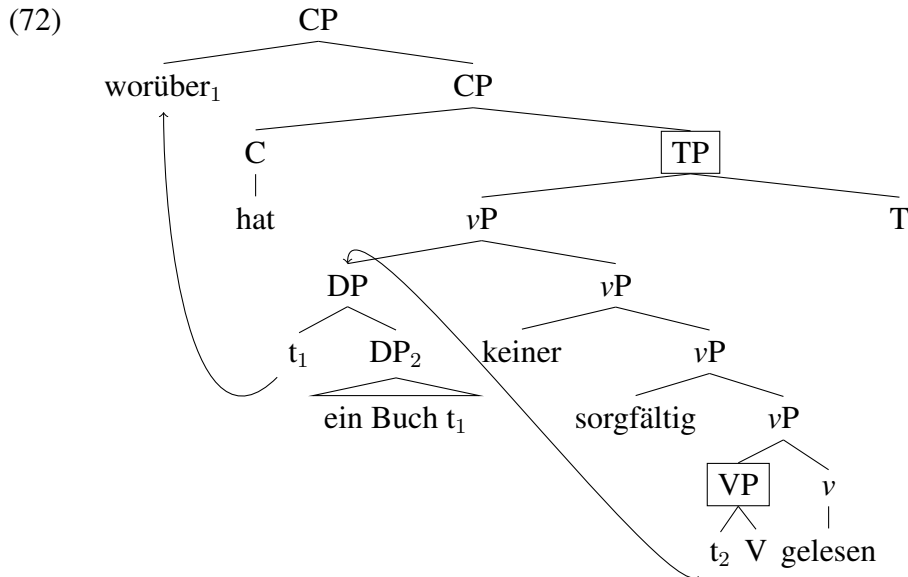 (72) CP
worüber₁ CP
C TP
hat vP T
DP vP
t₁ DP₂ keiner vP
ein Buch t₁ sorgfältig vP
VP v
t₂ V gelesen